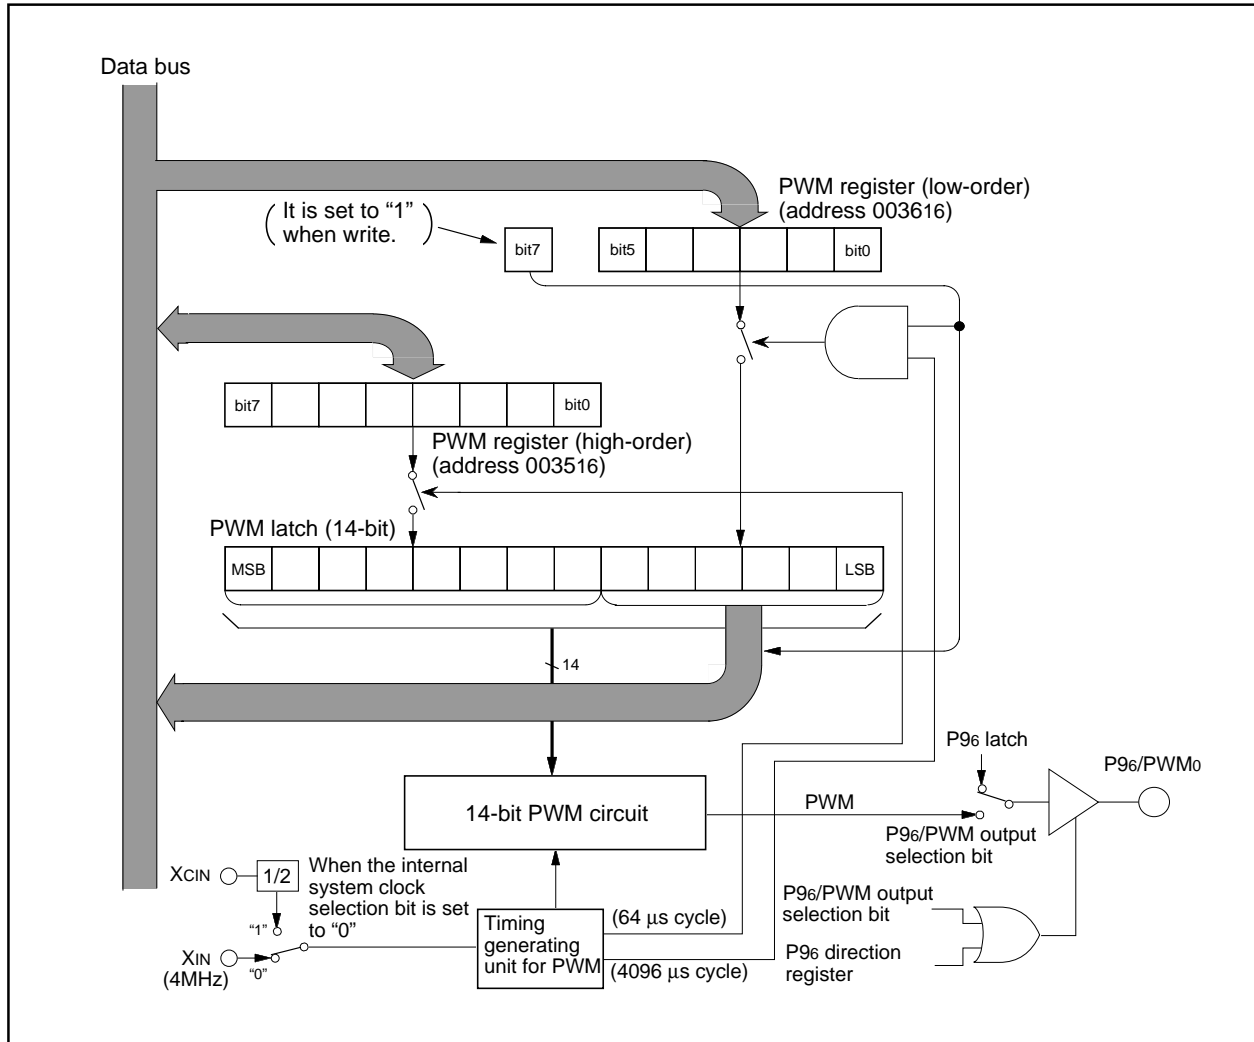 Data bus
PWM register (low-order)
(address 003616)
It is set to “1”
when write.
bit7
bit5
bit0
bit7
bit0
PWM register (high-order)
(address 003516)
PWM latch (14-bit)
MSB
LSB
14
P96 latch
P96/PWM0
14-bit PWM circuit
PWM
P96/PWM output
selection bit
XCIN
1/2
When the internal
system clock
selection bit is set
to “0”
“1”
XIN
(4MHz)
“0”
Timing
generating
unit for PWM
(64 μs cycle)
(4096 μs cycle)
P96/PWM output
selection bit
P96 direction
register